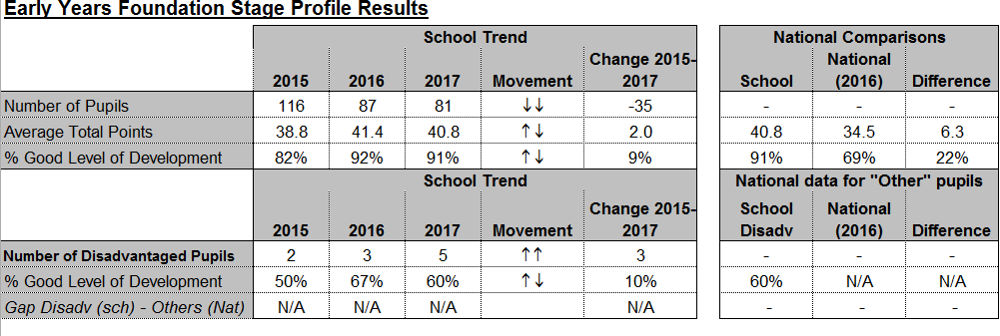 Early Years Foundation Stage Profile Results
School Trend National Comparisons
2015 2016 2017 Movement Change 2015-2017 School National (2016) Difference
Number of Pupils 116 87 81 ↓↓ -35 - - -
Average Total Points 38.8 41.4 40.8 ↑↓ 2.0 40.8 34.5 6.3
% Good Level of Development 82% 92% 91% ↑↓ 9% 91% 69% 22%
School Trend National data for "Other" pupils
2015 2016 2017 Movement Change 2015-2017 School Disadv National (2016) Difference
Number of Disadvantaged Pupils 2 3 5 ↑↑ 3 - - -
% Good Level of Development 50% 67% 60% ↑↓ 10% 60% N/A N/A
Gap Disadv (sch) - Others (Nat) N/A N/A N/A N/A - - -